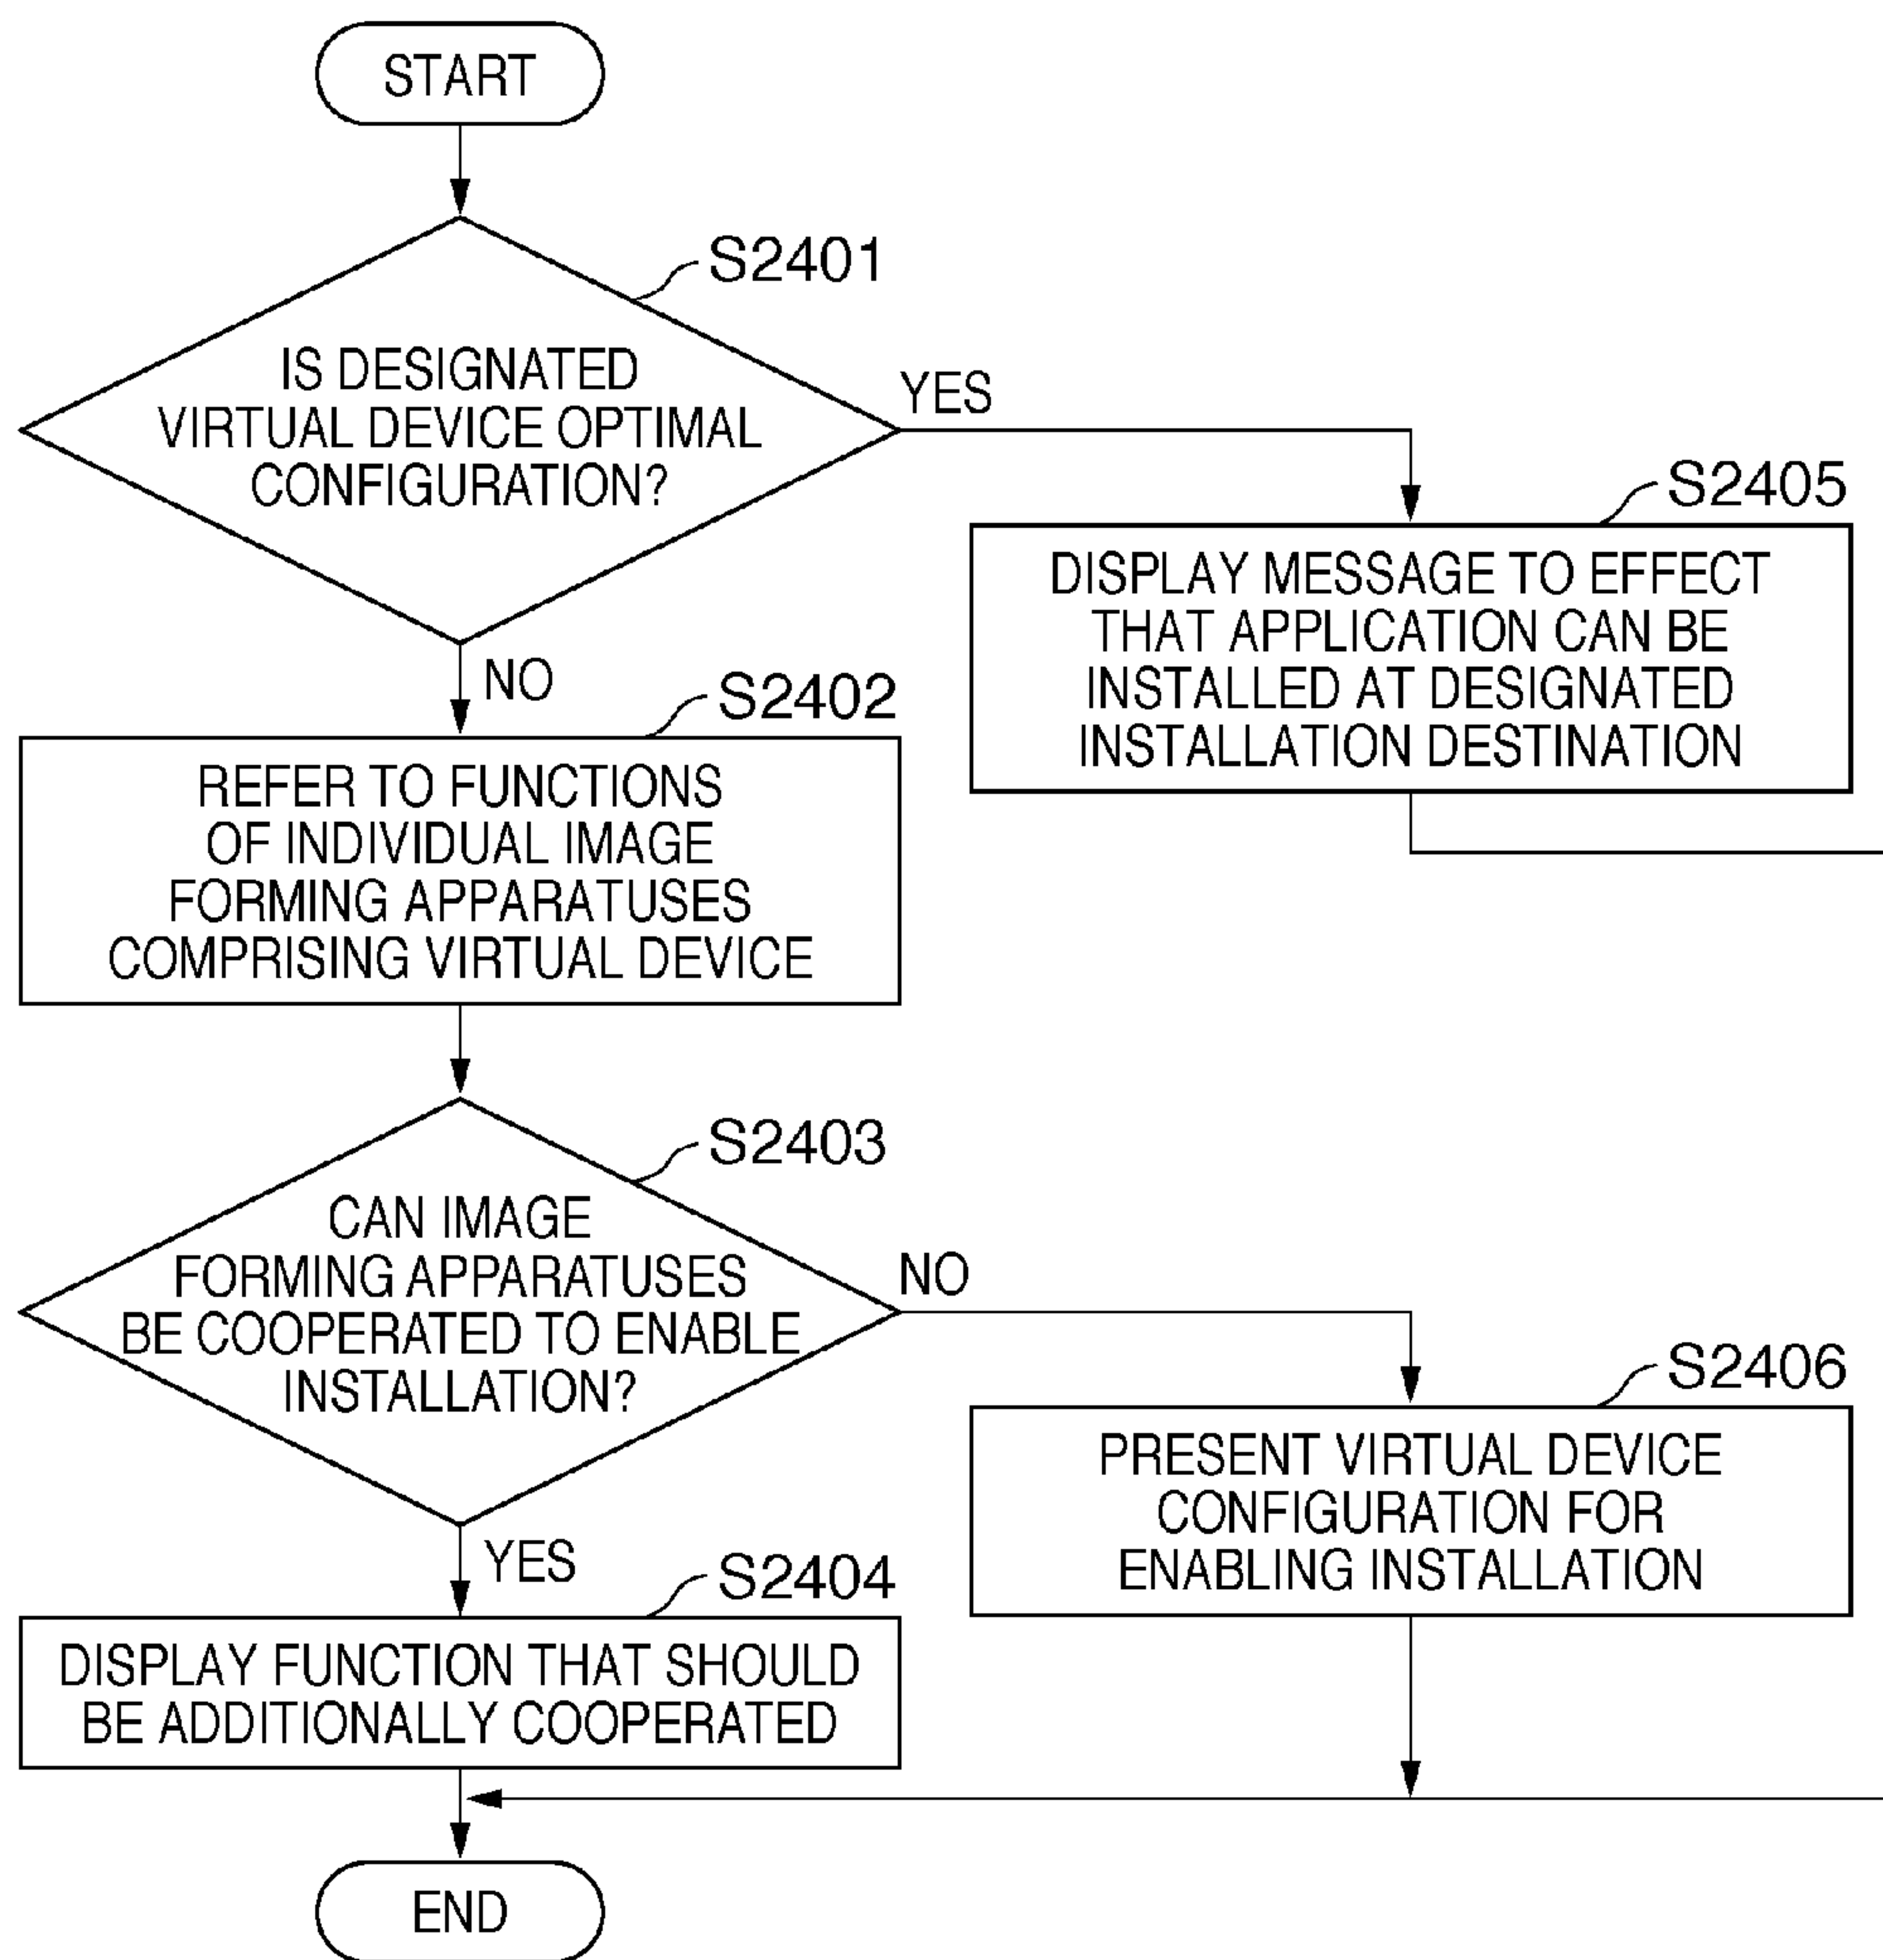 START
S2401
IS DESIGNATED
VIRTUAL DEVICE OPTIMAL
CONFIGURATION?
YES
NO
S2405
DISPLAY MESSAGE TO EFFECT
THAT APPLICATION CAN BE
INSTALLED AT DESIGNATED
INSTALLATION DESTINATION
S2402
REFER TO FUNCTIONS
OF INDIVIDUAL IMAGE
FORMING APPARATUSES
COMPRISING VIRTUAL DEVICE
S2403
CAN IMAGE
FORMING APPARATUSES
BE COOPERATED TO ENABLE
INSTALLATION?
NO
YES
S2406
PRESENT VIRTUAL DEVICE
CONFIGURATION FOR
ENABLING INSTALLATION
S2404
DISPLAY FUNCTION THAT SHOULD
BE ADDITIONALLY COOPERATED
END